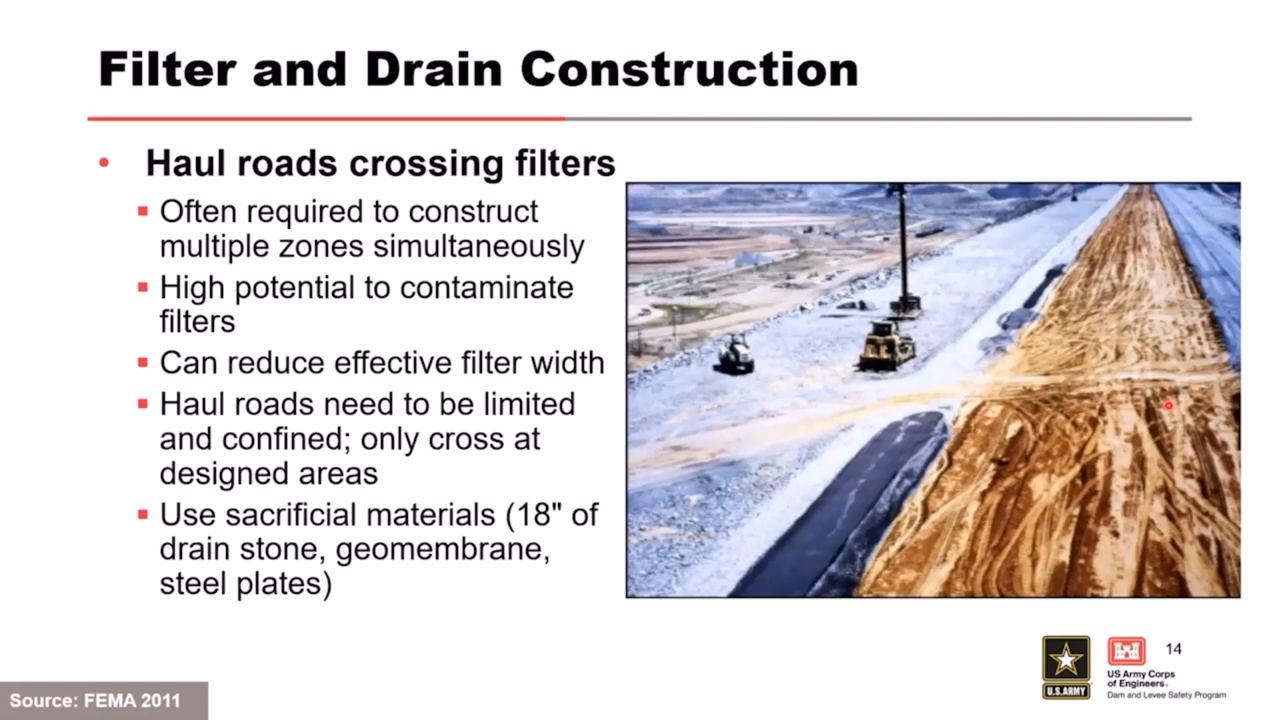 Filter and Drain Construction
• Haul roads crossing filters
▪ Often required to construct
multiple zones simultaneously
▪ High potential to contaminate
filters
▪ Can reduce effective filter width
▪ Haul roads need to be limited
and confined; only cross at
designed areas
▪ Use sacrificial materials (18" of
drain stone, geomembrane,
steel plates)
14
U.S.ARMY
US Army Corps
of Engineers®
Dam and Levee Safety Program
Source: FEMA 2011